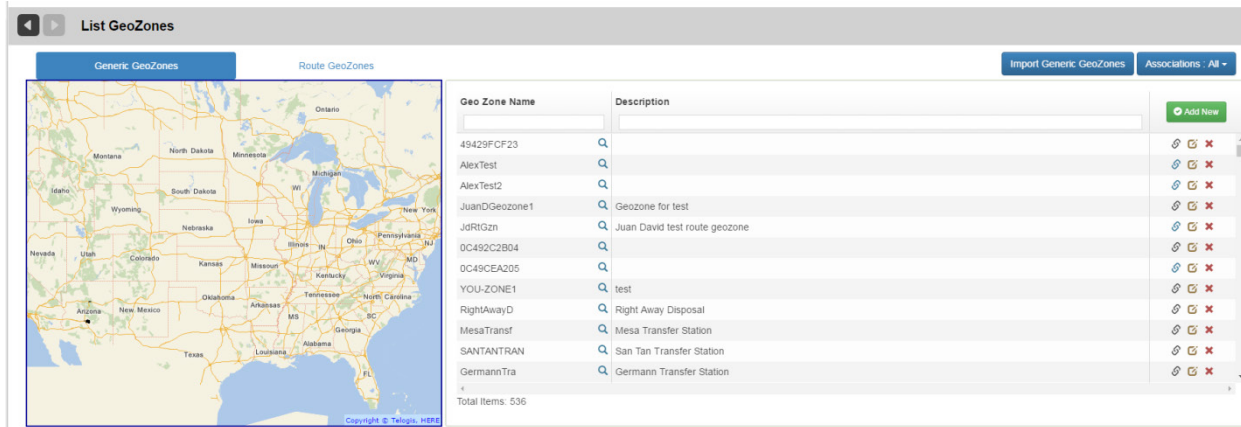 List GeoZones
Generic GeoZones
Route GeoZones
Import Generic GeoZones
Associations : All
Ontario
Montana
North Dakota
Minnesota
Michigan
Idaho
South Dakota
WI
Wyoming
New York
Iowa
Nebraska
Pennsylvania
Illinois
IN
Ohio
NJ
Nevada
Utah
Colorado
Kansas
Missouri
WV
MD
Kentucky
Virginia
Oklahoma
Tennessee
North Carolina
Arizona
New Mexico
Arkansas
MS
SC
Georgia
Alabama
Texas
Louisiana
FL
Copyright © Telogis, HERE
Geo Zone Name Description
Add New
49429FCF23
AlexTest
AlexTest2
JuanDGeozone1 Geozone for test
JdRtGzn Juan David test route geozone
0C492C2B04
0C49CEA205
YOU-ZONE1 test
RightAwayD Right Away Disposal
MesaTransf Mesa Transfer Station
SANTANTRAN San Tan Transfer Station
GermannTra Germann Transfer Station
Total Items: 536